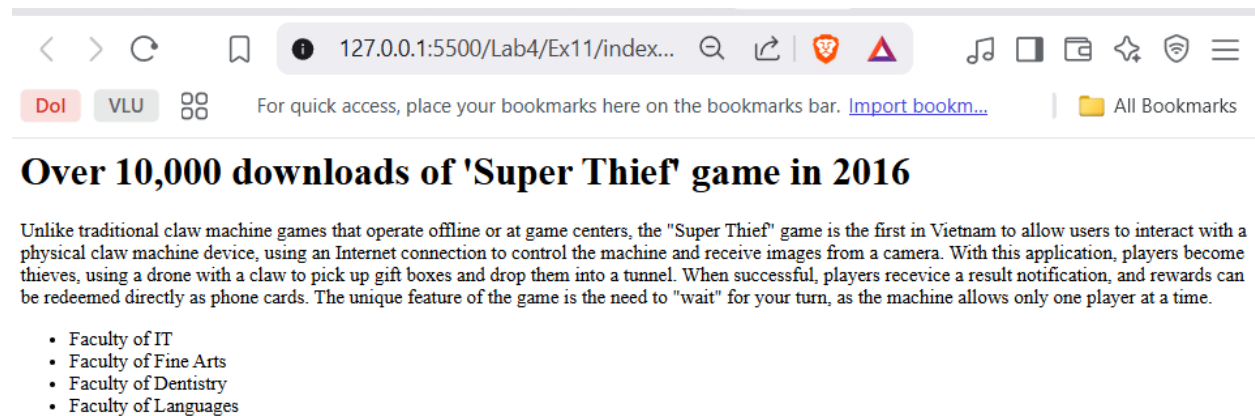 127.0.0.1:5500/Lab4/Ex11/index...
DoI VLU For quick access, place your bookmarks here on the bookmarks bar. Import bookm... All Bookmarks
Over 10,000 downloads of 'Super Thief' game in 2016
Unlike traditional claw machine games that operate offline or at game centers, the "Super Thief" game is the first in Vietnam to allow users to interact with a
physical claw machine device, using an Internet connection to control the machine and receive images from a camera. With this application, players become
thieves, using a drone with a claw to pick up gift boxes and drop them into a tunnel. When successful, players recevice a result notification, and rewards can
be redeemed directly as phone cards. The unique feature of the game is the need to "wait" for your turn, as the machine allows only one player at a time.
• Faculty of IT
• Faculty of Fine Arts
• Faculty of Dentistry
• Faculty of Languages